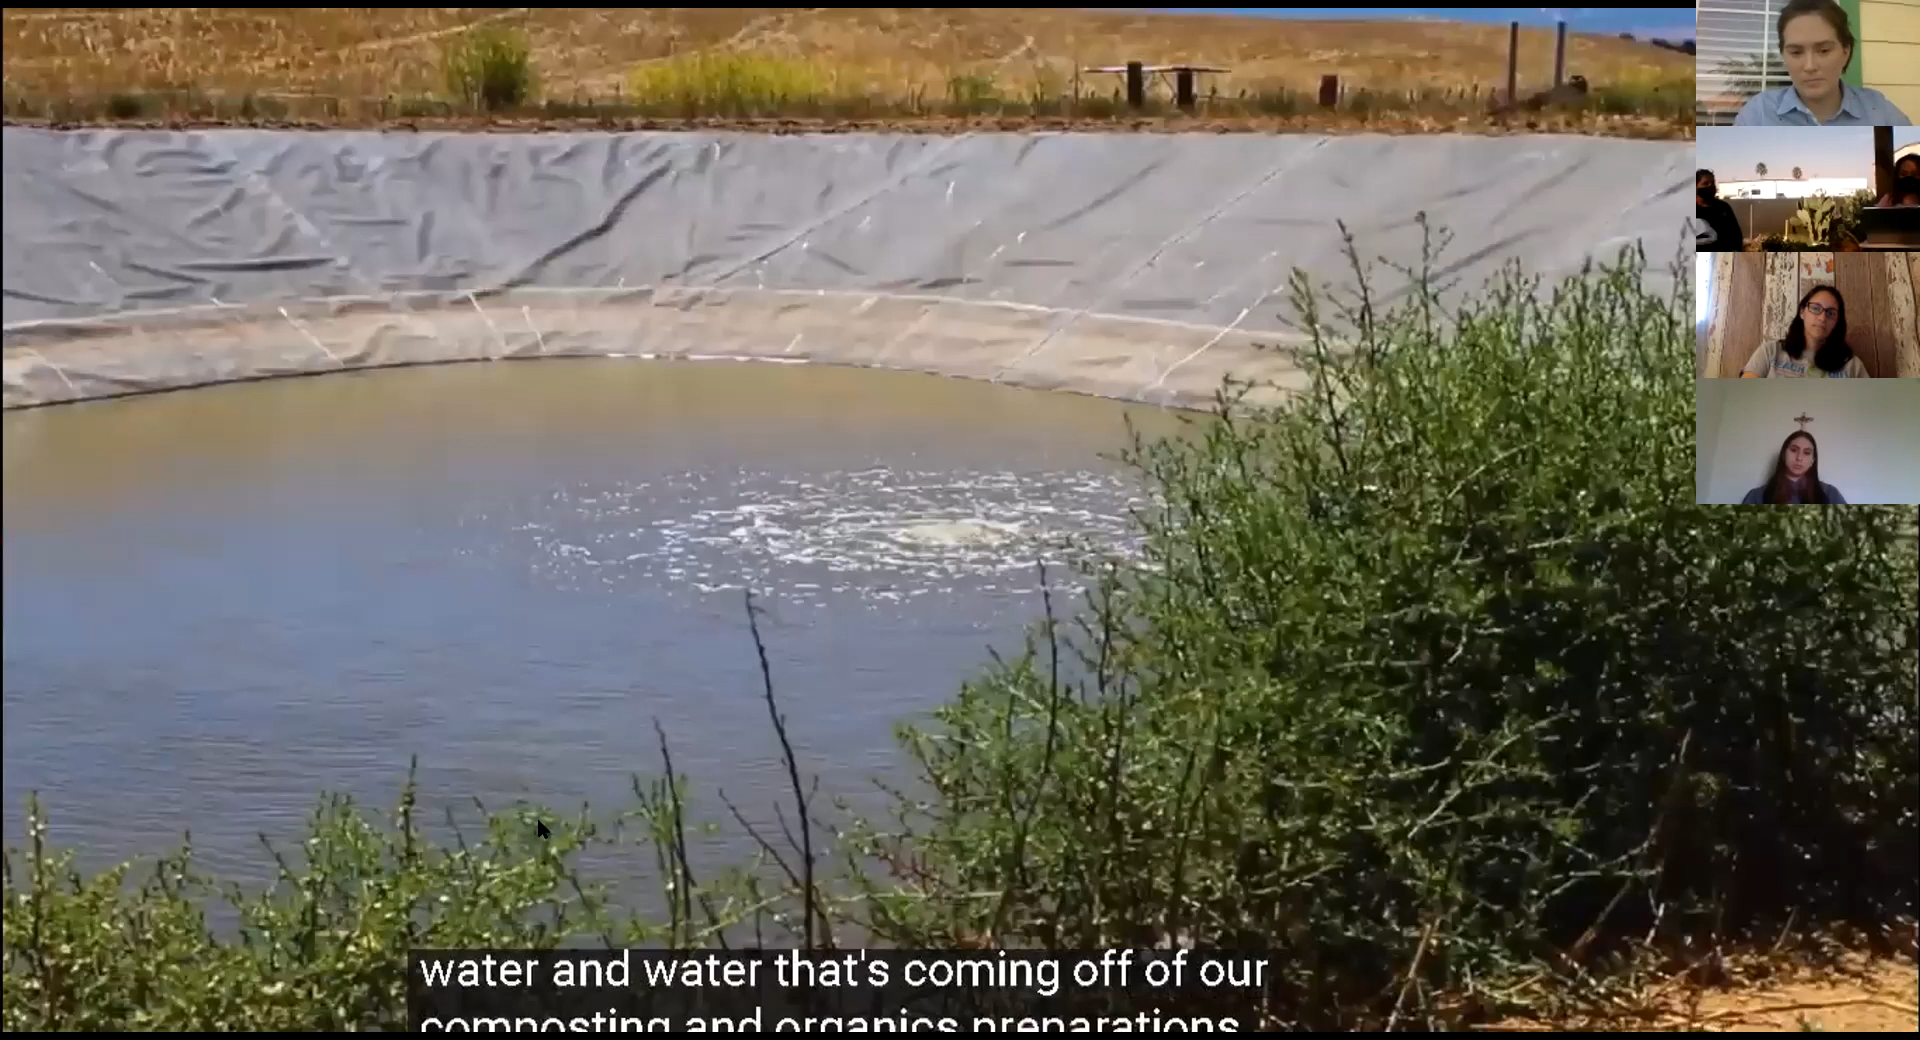 water and water that's coming off of our
composting and organics preparations